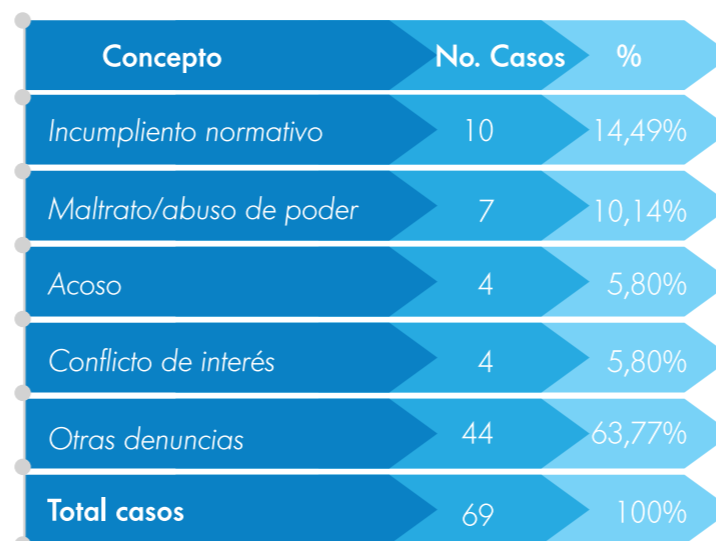 Concepto No. Casos %
Incumpliento normativo 10 14,49%
Maltrato/abuso de poder 7 10,14%
Acoso 4 5,80%
Conflicto de interés 4 5,80%
Otras denuncias 44 63,77%
Total casos 69 100%